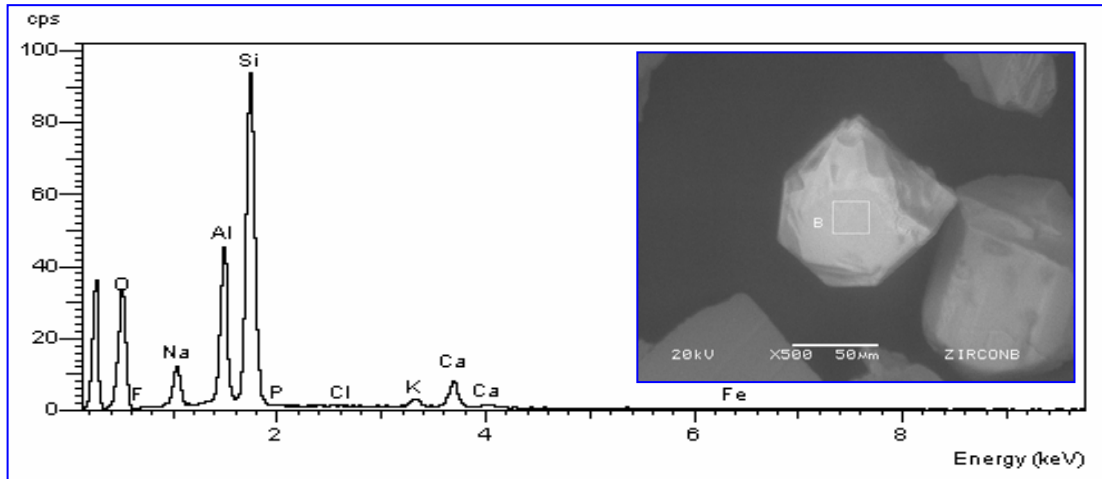 cps
100
Si
80
60
Al
40
O
20
Na
Ca
F
P
Cl
K
Ca
Fe
0
2
4
6
8
Energy (keV)
B
20kV X500 50µm ZIRCONB